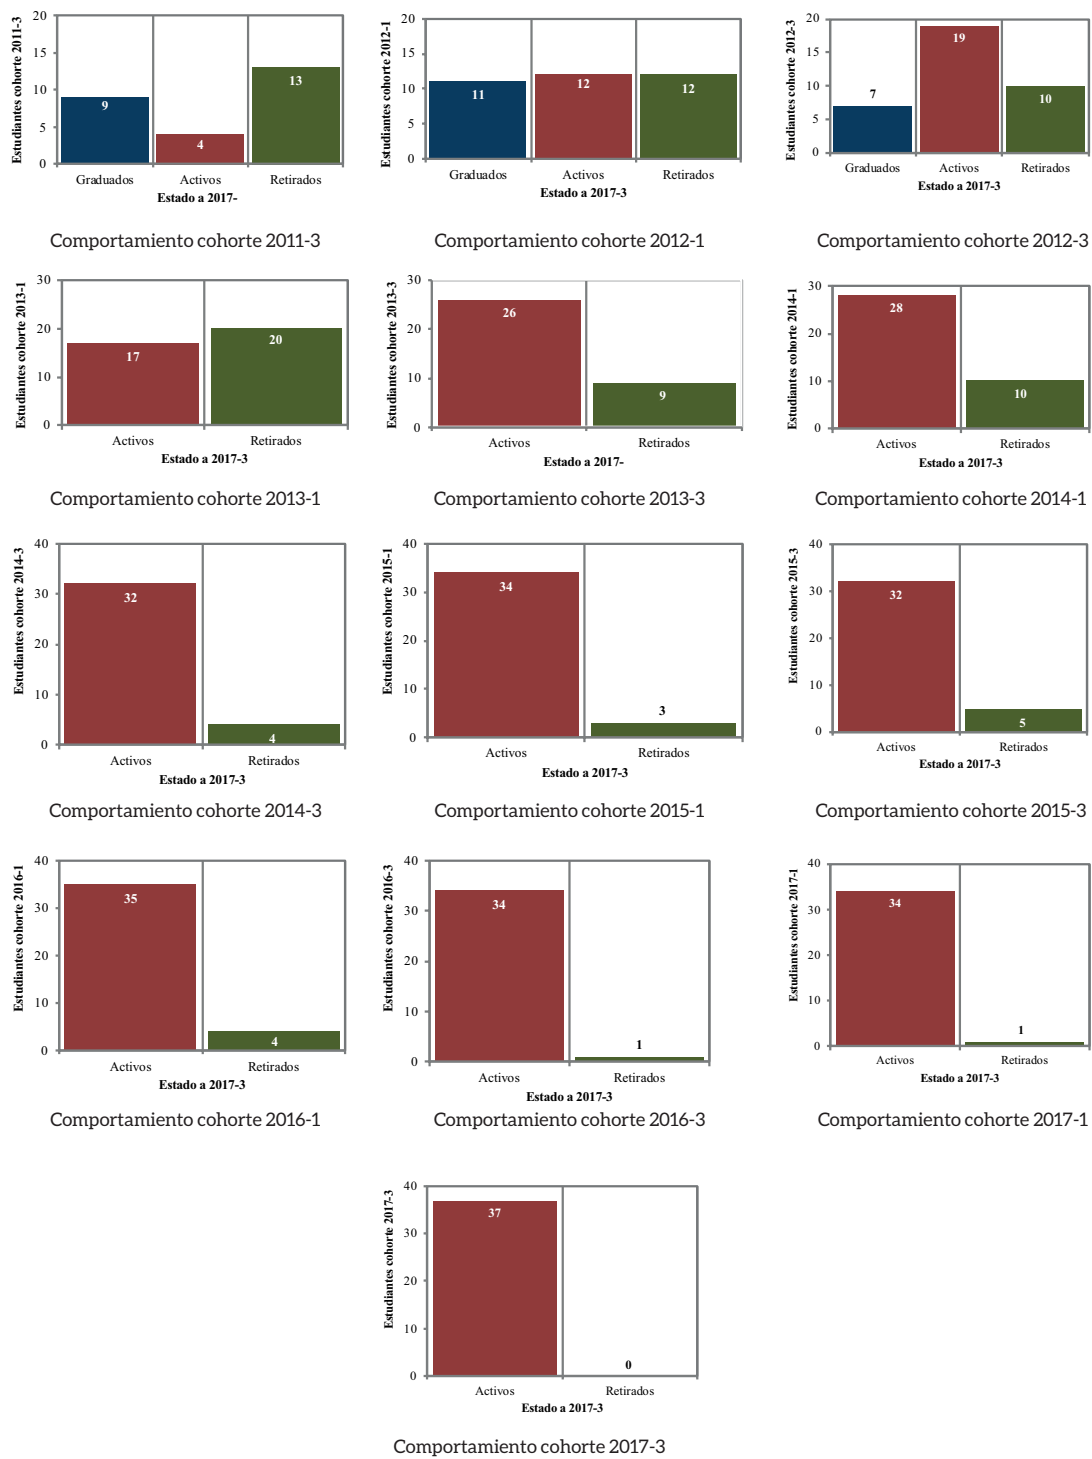 Estudiantes cohorte 2011-3
20
15
10
5
0
9
4
13
Graduados Activos Retirados
Estado a 2017-
Comportamiento cohorte 2011-3
Estudiantes cohorte 2012-1
20
15
10
5
0
11
12
12
Graduados Activos Retirados
Estado a 2017-3
Comportamiento cohorte 2012-1
Estudiantes cohorte 2012-3
20
15
10
5
0
7
19
10
Graduados Activos Retirados
Estado a 2017-3
Comportamiento cohorte 2012-3
Estudiantes cohorte 2013-1
30
20
10
0
17
20
Activos Retirados
Estado a 2017-3
Comportamiento cohorte 2013-1
Estudiantes cohorte 2013-3
30
20
10
0
26
9
Activos Retirados
Estado a 2017-
Comportamiento cohorte 2013-3
Estudiantes cohorte 2014-1
30
20
10
0
28
10
Activos Retirados
Estado a 2017-3
Comportamiento cohorte 2014-1
Estudiantes cohorte 2014-3
40
30
20
10
0
32
4
Activos Retirados
Estado a 2017-3
Comportamiento cohorte 2014-3
Estudiantes cohorte 2015-1
40
30
20
10
0
34
3
Activos Retirados
Estado a 2017-3
Comportamiento cohorte 2015-1
Estudiantes cohorte 2015-3
40
30
20
10
0
32
5
Activos Retirados
Estado a 2017-3
Comportamiento cohorte 2015-3
Estudiantes cohorte 2016-1
40
30
20
10
0
35
4
Activos Retirados
Estado a 2017-3
Comportamiento cohorte 2016-1
Estudiantes cohorte 2016-3
40
30
20
10
0
34
1
Activos Retirados
Estado a 2017-3
Comportamiento cohorte 2016-3
Estudiantes cohorte 2017-1
40
30
20
10
0
34
1
Activos Retirados
Estado a 2017-3
Comportamiento cohorte 2017-1
Estudiantes cohorte 2017-3
40
30
20
10
0
37
0
Activos Retirados
Estado a 2017-3
Comportamiento cohorte 2017-3